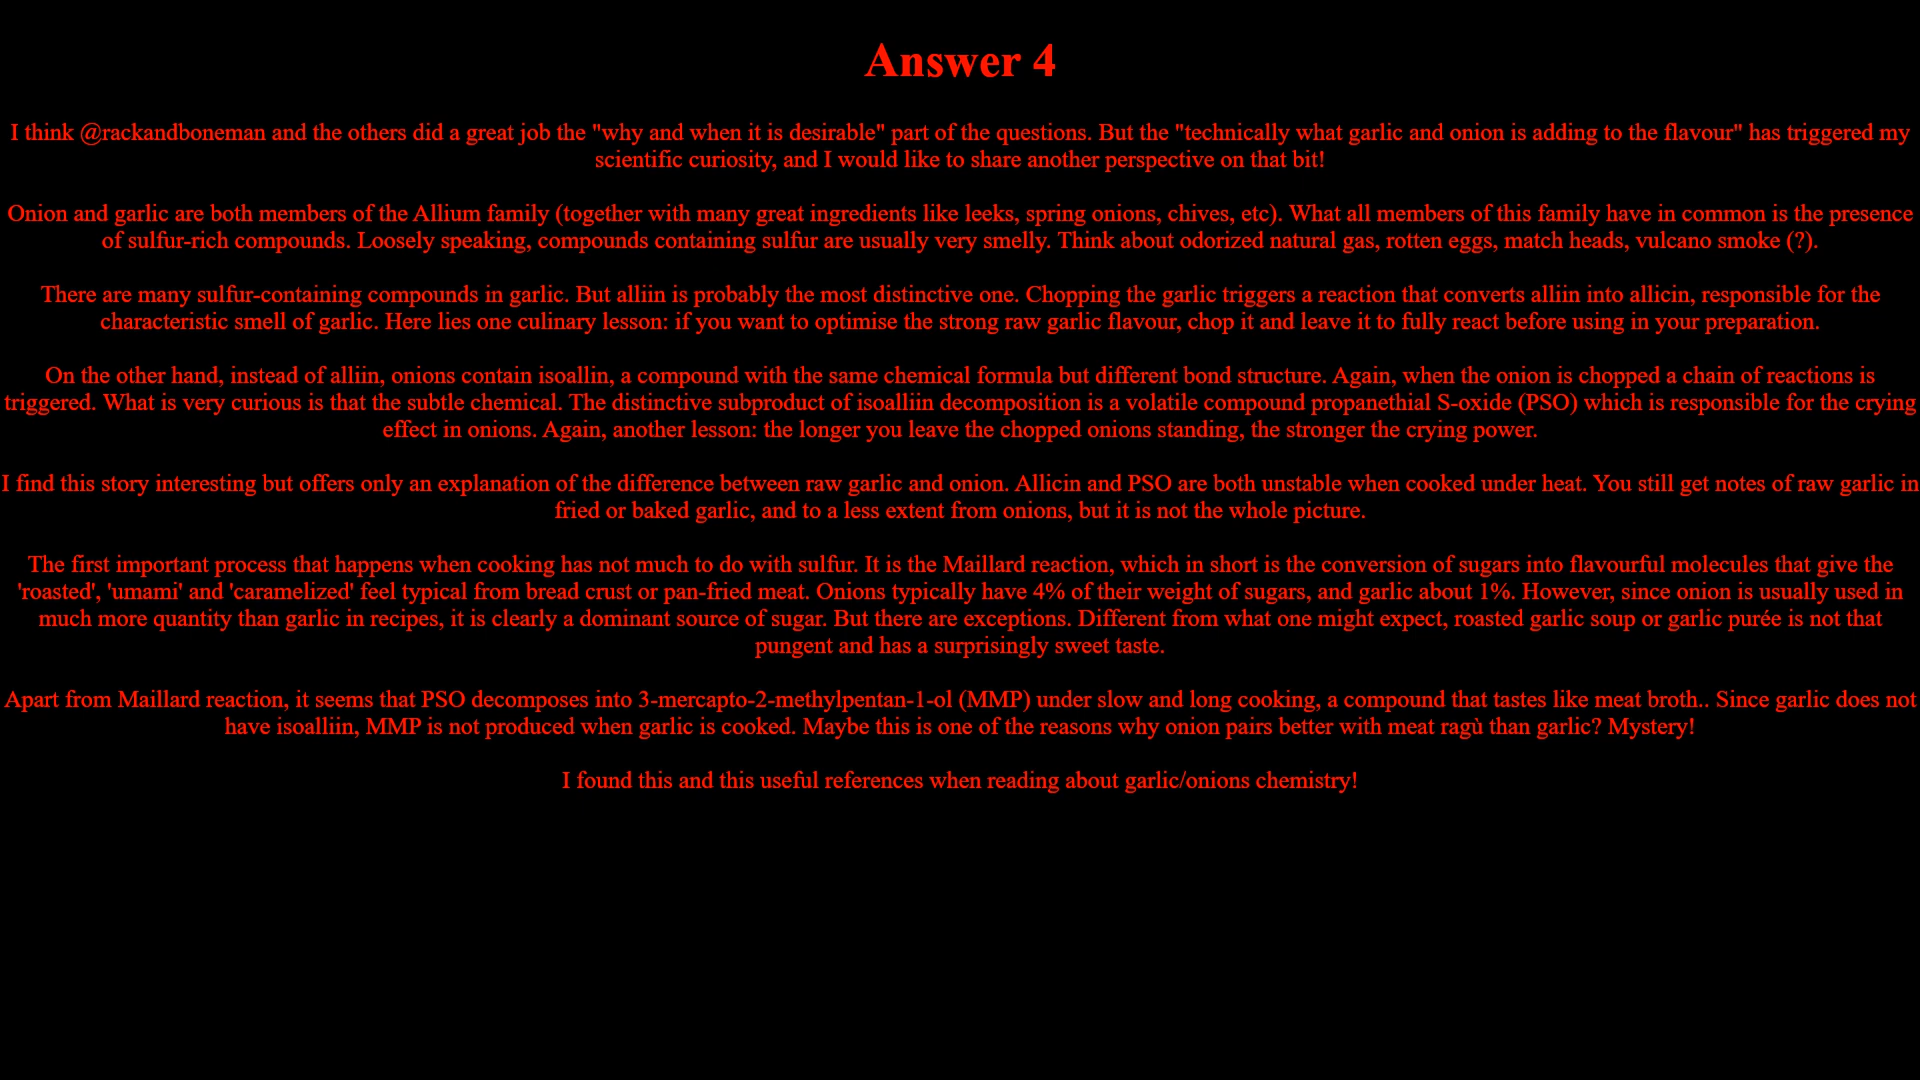 Answer 4
I think @rackandboneman and the others did a great job the "why and when it is desirable" part of the questions. But the "technically what garlic and onion is adding to the flavour" has triggered my
scientific curiosity, and I would like to share another perspective on that bit!
Onion and garlic are both members of the Allium family (together with many great ingredients like leeks, spring onions, chives, etc). What all members of this family have in common is the presence
of sulfur-rich compounds. Loosely speaking, compounds containing sulfur are usually very smelly. Think about odorized natural gas, rotten eggs, match heads, vulcano smoke (?).
There are many sulfur-containing compounds in garlic. But alliin is probably the most distinctive one. Chopping the garlic triggers a reaction that converts alliin into allicin, responsible for the
characteristic smell of garlic. Here lies one culinary lesson: if you want to optimise the strong raw garlic flavour, chop it and leave it to fully react before using in your preparation.
On the other hand, instead of alliin, onions contain isoallin, a compound with the same chemical formula but different bond structure. Again, when the onion is chopped a chain of reactions is
triggered. What is very curious is that the subtle chemical. The distinctive subproduct of isoalliin decomposition is a volatile compound propanethial S-oxide (PSO) which is responsible for the crying
effect in onions. Again, another lesson: the longer you leave the chopped onions standing, the stronger the crying power.
I find this story interesting but offers only an explanation of the difference between raw garlic and onion. Allicin and PSO are both unstable when cooked under heat. You still get notes of raw garlic in
fried or baked garlic, and to a less extent from onions, but it is not the whole picture.
The first important process that happens when cooking has not much to do with sulfur. It is the Maillard reaction, which in short is the conversion of sugars into flavourful molecules that give the
'roasted', 'umami' and 'caramelized' feel typical from bread crust or pan-fried meat. Onions typically have 4% of their weight of sugars, and garlic about 1%. However, since onion is usually used in
much more quantity than garlic in recipes, it is clearly a dominant source of sugar. But there are exceptions. Different from what one might expect, roasted garlic soup or garlic purée is not that
pungent and has a surprisingly sweet taste.
Apart from Maillard reaction, it seems that PSO decomposes into 3-mercapto-2-methylpentan-1-ol (MMP) under slow and long cooking, a compound that tastes like meat broth.. Since garlic does not
have isoalliin, MMP is not produced when garlic is cooked. Maybe this is one of the reasons why onion pairs better with meat ragù than garlic? Mystery!
I found this and this useful references when reading about garlic/onions chemistry!